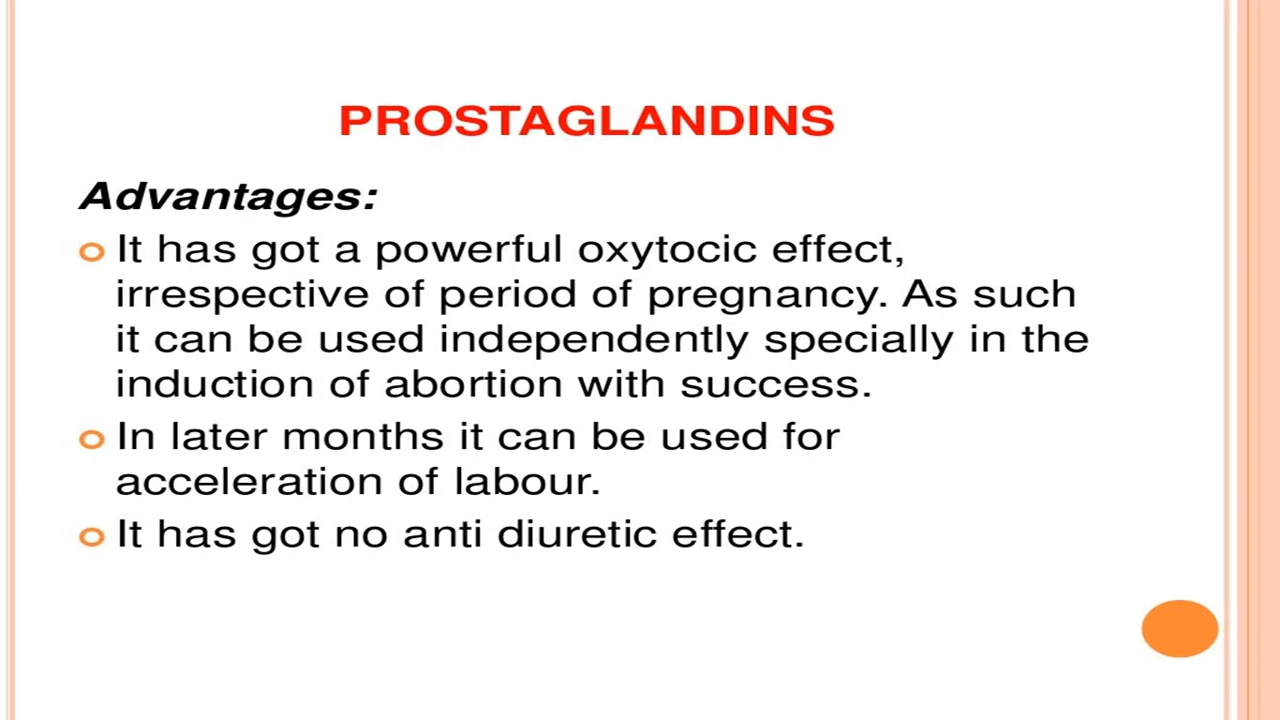 PROSTAGLANDINS
Advantages:
It has got a powerful oxytocic effect,
irrespective of period of pregnancy. As such
it can be used independently specially in the
induction of abortion with success.
In later months it can be used for
acceleration of labour.
It has got no anti diuretic effect.